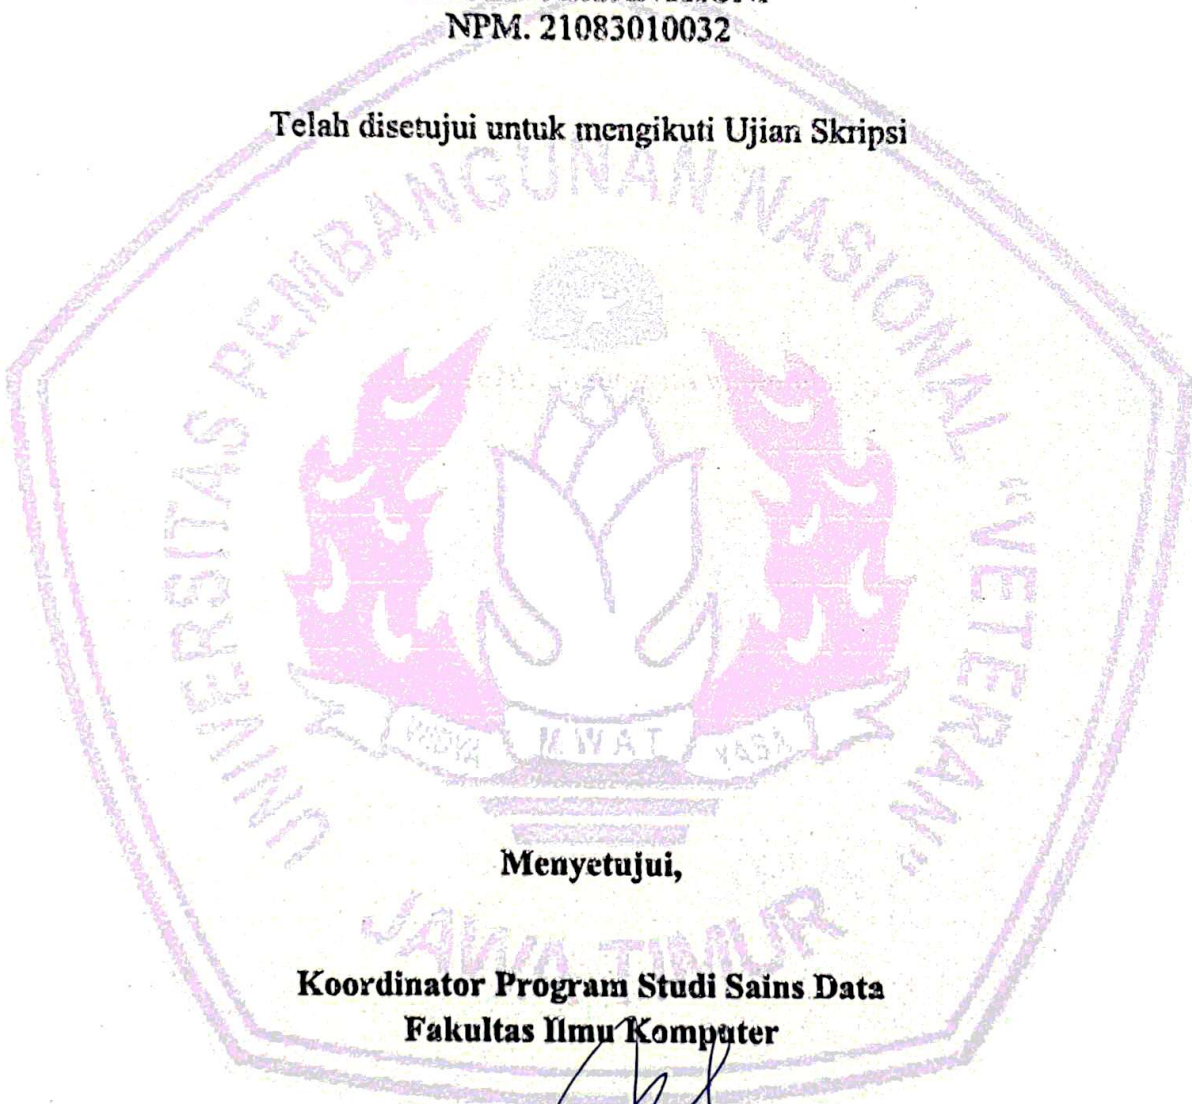 NPM. 21083010032
Telah disetujui untuk mengikuti Ujian Skripsi
UNIVERSITAS PEMBANGUNAN NASIONAL "VETERAN"
JAWA TIMUR
Menyetujui,
Koordinator Program Studi Sains Data
Fakultas Ilmu Komputer